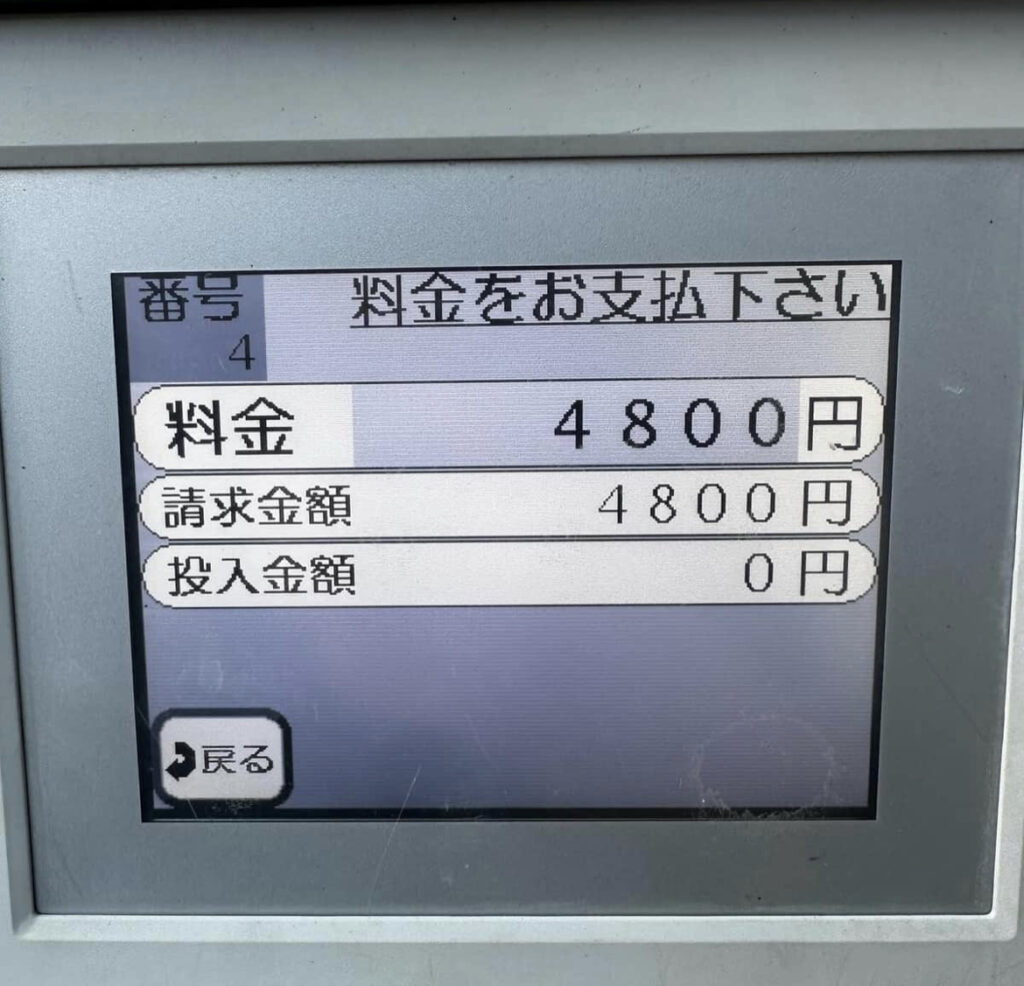 番号
4
料金をお支払下さい
料金 4800円
請求金額 4800円
投入金額 0円
戻る